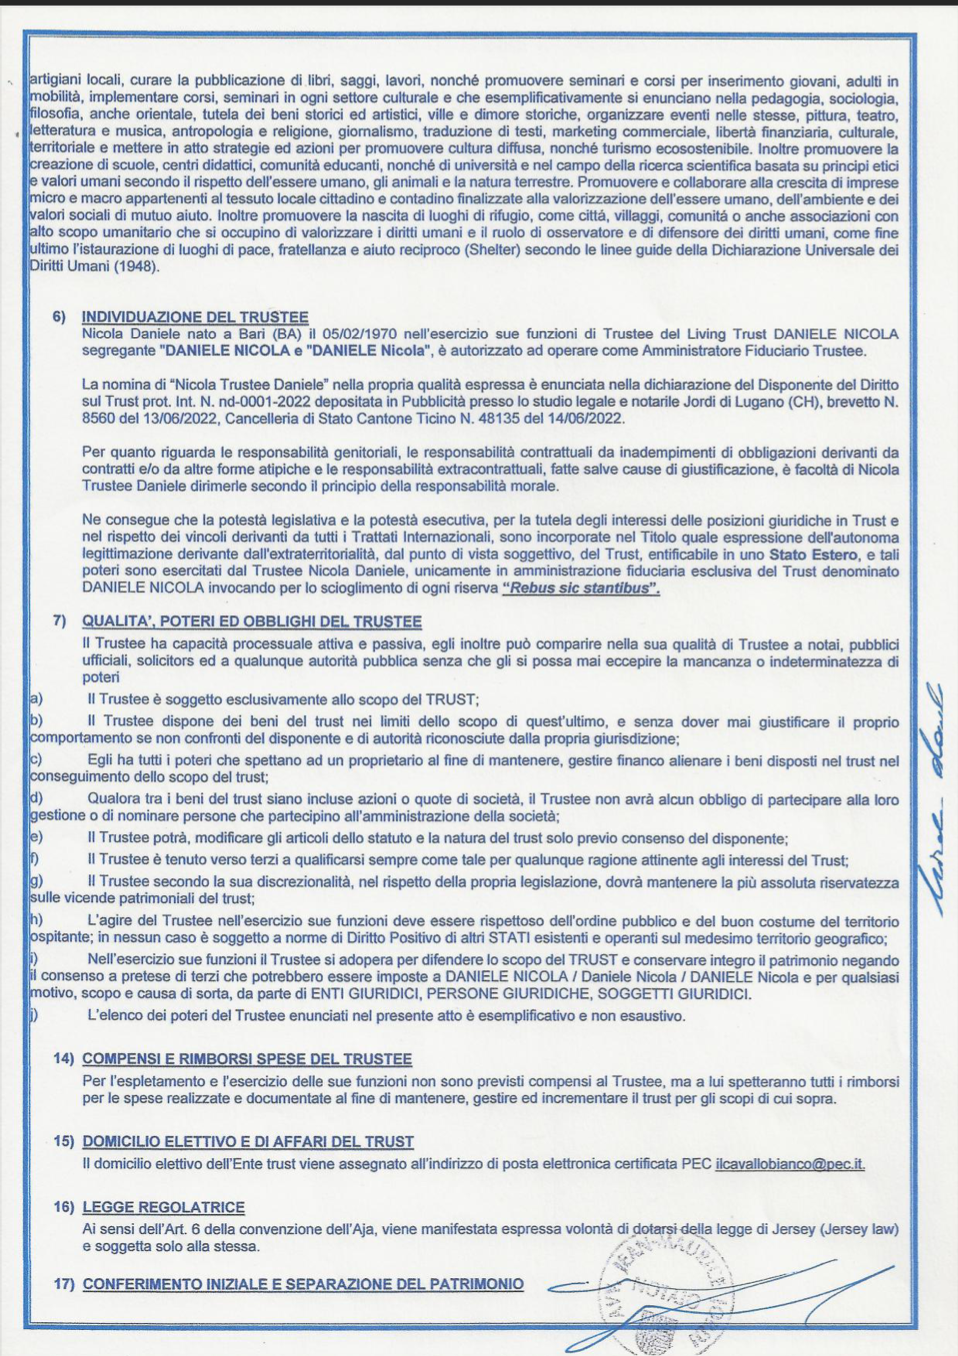 artigiani locali, curare la pubblicazione di libri, saggi, lavori, nonché promuovere seminari e corsi per inserimento giovani, adulti in
mobilità, implementare corsi, seminari in ogni settore culturale e che esemplificativamente si enunciano nella pedagogia, sociologia,
filosofia, anche orientale, tutela dei beni storici ed artistici, ville e dimore storiche, organizzare eventi nelle stesse, pittura, teatro,
letteratura e musica, antropologia e religione, giornalismo, traduzione di testi, marketing commerciale, libertà finanziaria, culturale,
territoriale e mettere in atto strategie ed azioni per promuovere cultura diffusa, nonché turismo ecosostenibile. Inoltre promuovere la
creazione di scuole, centri didattici, comunità educanti, nonché di università e nel campo della ricerca scientifica basata su principi etici
e valori umani secondo il rispetto dell'essere umano, gli animali e la natura terrestre. Promuovere e collaborare alla crescita di imprese
micro e macro appartenenti al tessuto locale cittadino e contadino finalizzate alla valorizzazione dell'essere umano, dell'ambiente e dei
valori sociali di mutuo aiuto. Inoltre promuovere la nascita di luoghi di rifugio, come città, villaggi, comunitá o anche associazioni con
alto scopo umanitario che si occupino di valorizzare i diritti umani e il ruolo di osservatore e di difensore dei diritti umani, come fine
ultimo l'istaurazione di luoghi di pace, fratellanza e aiuto reciproco (Shelter) secondo le linee guide della Dichiarazione Universale dei
Diritti Umani (1948).
6) INDIVIDUAZIONE DEL TRUSTEE
Nicola Daniele nato a Bari (BA) il 05/02/1970 nell'esercizio sue funzioni di Trustee del Living Trust DANIELE NICOLA
segregante "DANIELE NICOLA e "DANIELE Nicola", è autorizzato ad operare come Amministratore Fiduciario Trustee.
La nomina di “Nicola Trustee Daniele” nella propria qualità espressa è enunciata nella dichiarazione del Disponente del Diritto
sul Trust prot. Int. N. nd-0001-2022 depositata in Pubblicità presso lo studio legale e notarile Jordi di Lugano (CH), brevetto N.
8560 del 13/06/2022, Cancelleria di Stato Cantone Ticino N. 48135 del 14/06/2022.
Per quanto riguarda le responsabilità genitoriali, le responsabilità contrattuali da inadempimenti di obbligazioni derivanti da
contratti e/o da altre forme atipiche e le responsabilità extracontrattuali, fatte salve cause di giustificazione, è facoltà di Nicola
Trustee Daniele dirimerle secondo il principio della responsabilità morale.
Ne consegue che la potestà legislativa e la potestà esecutiva, per la tutela degli interessi delle posizioni giuridiche in Trust e
nel rispetto dei vincoli derivanti da tutti i Trattati Internazionali, sono incorporate nel Titolo quale espressione dell'autonoma
legittimazione derivante dall'extraterritorialità, dal punto di vista soggettivo, del Trust, entificabile in uno Stato Estero, e tali
poteri sono esercitati dal Trustee Nicola Daniele, unicamente in amministrazione fiduciaria esclusiva del Trust denominato
DANIELE NICOLA invocando per lo scioglimento di ogni riserva “Rebus sic stantibus”.
7) QUALITA', POTERI ED OBBLIGHI DEL TRUSTEE
Il Trustee ha capacità processuale attiva e passiva, egli inoltre può comparire nella sua qualità di Trustee a notai, pubblici
ufficiali, solicitors ed a qualunque autorità pubblica senza che gli si possa mai eccepire la mancanza o indeterminatezza di
poteri
a) Il Trustee è soggetto esclusivamente allo scopo del TRUST;
b) Il Trustee dispone dei beni del trust nei limiti dello scopo di quest'ultimo, e senza dover mai giustificare il proprio
comportamento se non confronti del disponente e di autorità riconosciute dalla propria giurisdizione;
c) Egli ha tutti i poteri che spettano ad un proprietario al fine di mantenere, gestire financo alienare i beni disposti nel trust nel
conseguimento dello scopo del trust;
d) Qualora tra i beni del trust siano incluse azioni o quote di società, il Trustee non avrà alcun obbligo di partecipare alla loro
gestione o di nominare persone che partecipino all'amministrazione della società;
e) Il Trustee potrà, modificare gli articoli dello statuto e la natura del trust solo previo consenso del disponente;
f) Il Trustee è tenuto verso terzi a qualificarsi sempre come tale per qualunque ragione attinente agli interessi del Trust;
g) Il Trustee secondo la sua discrezionalità, nel rispetto della propria legislazione, dovrà mantenere la più assoluta riservatezza
sulle vicende patrimoniali del trust;
h) L'agire del Trustee nell'esercizio sue funzioni deve essere rispettoso dell'ordine pubblico e del buon costume del territorio
ospitante; in nessun caso è soggetto a norme di Diritto Positivo di altri STATI esistenti e operanti sul medesimo territorio geografico;
i) Nell'esercizio sue funzioni il Trustee si adopera per difendere lo scopo del TRUST e conservare integro il patrimonio negando
il consenso a pretese di terzi che potrebbero essere imposte a DANIELE NICOLA / Daniele Nicola / DANIELE Nicola e per qualsiasi
motivo, scopo e causa di sorta, da parte di ENTI GIURIDICI, PERSONE GIURIDICHE, SOGGETTI GIURIDICI.
j) L'elenco dei poteri del Trustee enunciati nel presente atto è esemplificativo e non esaustivo.
14) COMPENSI E RIMBORSI SPESE DEL TRUSTEE
Per l'espletamento e l'esercizio delle sue funzioni non sono previsti compensi al Trustee, ma a lui spetteranno tutti i rimborsi
per le spese realizzate e documentate al fine di mantenere, gestire ed incrementare il trust per gli scopi di cui sopra.
15) DOMICILIO ELETTIVO E DI AFFARI DEL TRUST
Il domicilio elettivo dell'Ente trust viene assegnato all'indirizzo di posta elettronica certificata PEC ilcavallobianco@pec.it.
16) LEGGE REGOLATRICE
Ai sensi dell'Art. 6 della convenzione dell'Aja, viene manifestata espressa volontà di dotarsi della legge di Jersey (Jersey law)
e soggetta solo alla stessa.
17) CONFERIMENTO INIZIALE E SEPARAZIONE DEL PATRIMONIO
AVV. JEAN-MAURICE JORDI
NOTAIO